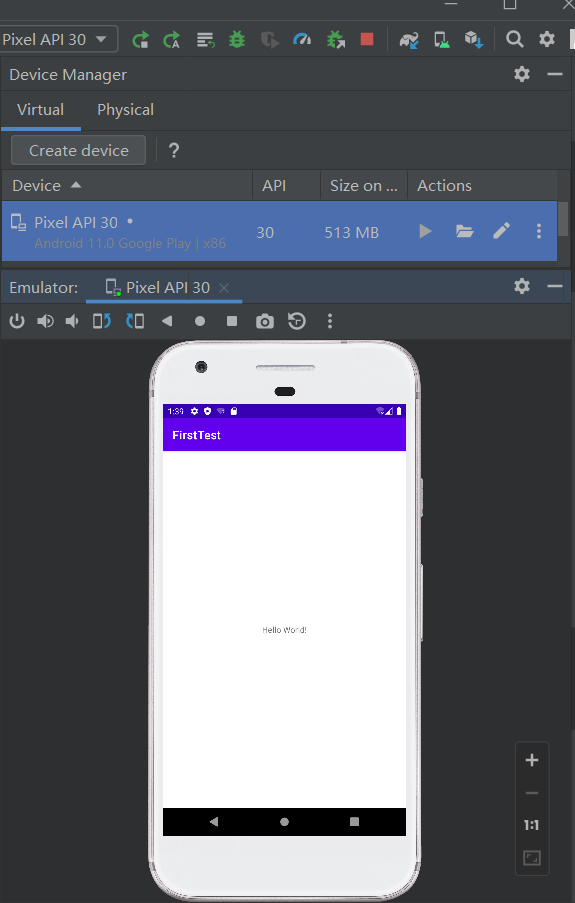 Pixel API 30
Device Manager
Virtual Physical
Create device ?
Device API Size on ... Actions
Pixel API 30
Android 11.0 Google Play | x86
30 513 MB
Emulator: Pixel API 30
1:39
FirstTest
Hello World!
1:1